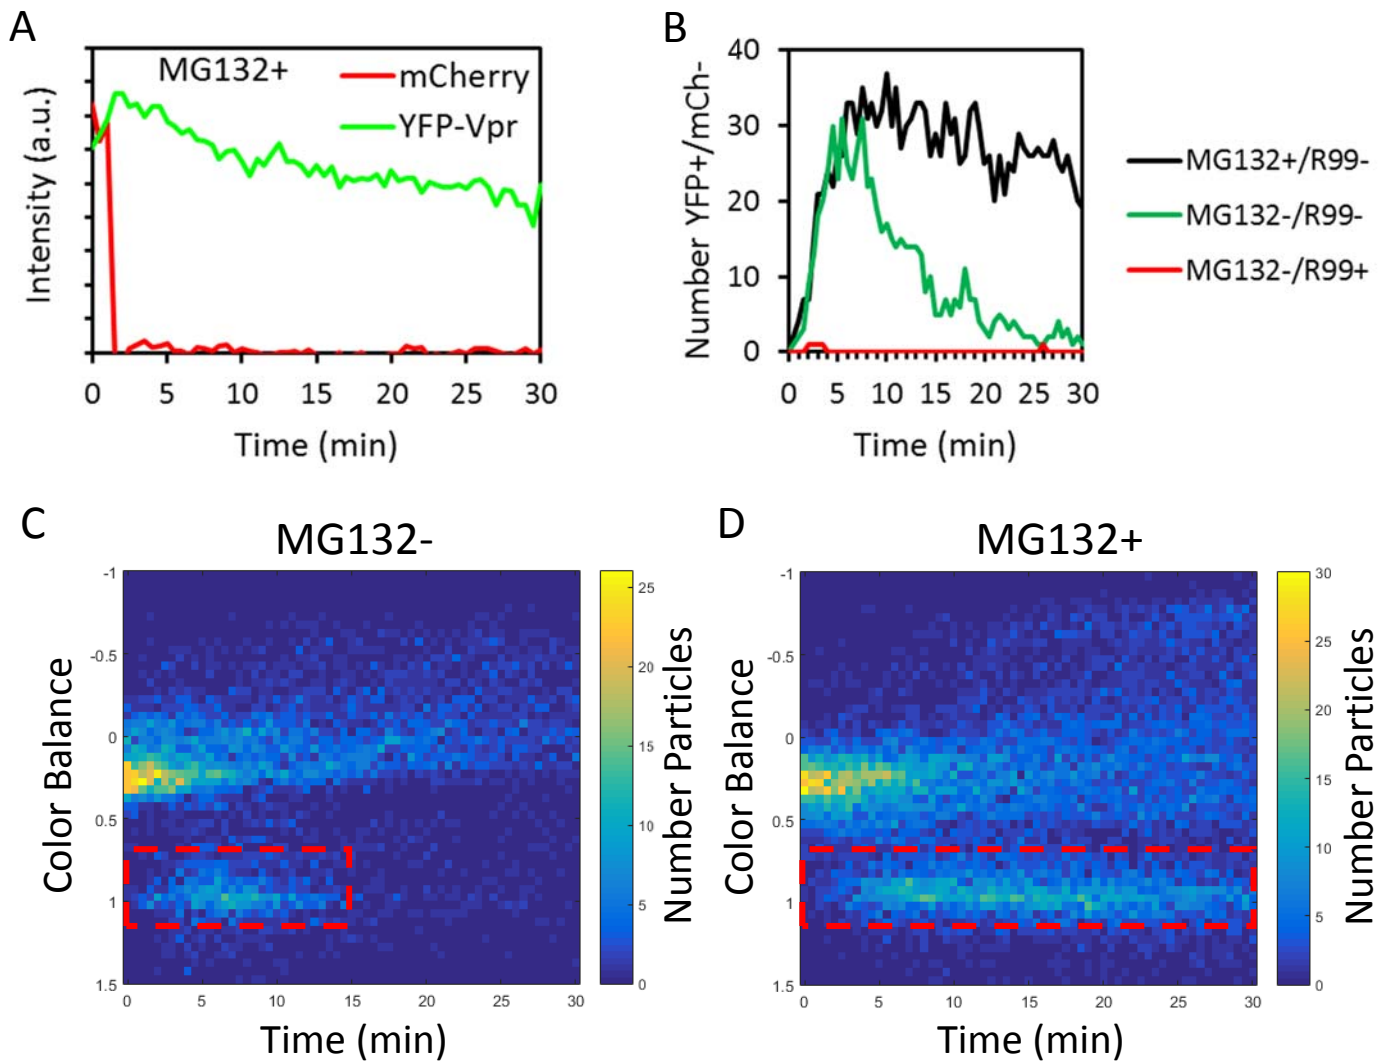 A
MG132+
mCherry
YFP-Vpr
Intensity (a.u.)
0 5 10 15 20 25 30
Time (min)
B
40
30
20
10
0
Number YFP+/mCh-
0 5 10 15 20 25 30
Time (min)
MG132+/R99-
MG132-/R99-
MG132-/R99+
C
MG132-
-1
-0.5
0
0.5
1
1.5
Color Balance
0 5 10 15 20 25 30
Time (min)
25
20
15
10
5
0
Number Particles
D
MG132+
-1
-0.5
0
0.5
1
1.5
Color Balance
0 5 10 15 20 25 30
Time (min)
30
25
20
15
10
5
0
Number Particles